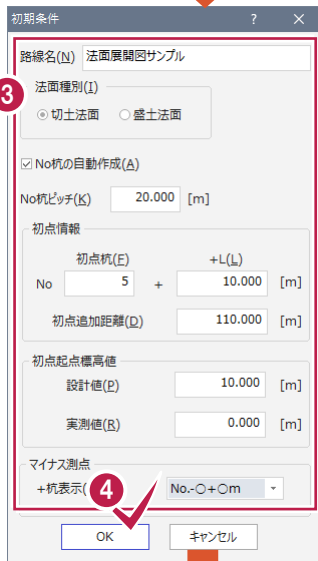 初期条件 ? ×
路線名(N) 法面展開図サンプル
3
法面種別(I)
切土法面 盛土法面
No杭の自動作成(A)
No杭ピッチ(K) 20.000 [m]
初点情報
初点杭(F) +L(L)
No 5 + 10.000 [m]
初点追加距離(D) 110.000 [m]
初点起点標高値
設計値(P) 10.000 [m]
実測値(R) 0.000 [m]
マイナス測点
+杭表示( 4 No.-○+○m
OK キャンセル